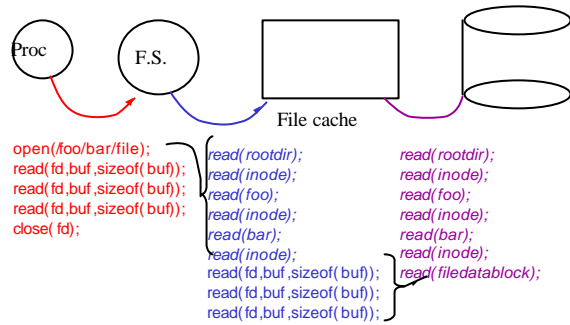 Proc
F.S.
File cache
open(/foo/bar/file);
read(fd,buf,sizeof( buf));
read(fd,buf,sizeof( buf));
read(fd,buf,sizeof( buf));
close( fd);
read(rootdir);
read(inode);
read(foo);
read(inode);
read(bar);
read(inode);
read(fd,buf,sizeof( buf));
read(fd,buf,sizeof( buf));
read(fd,buf,sizeof( buf));
read(rootdir);
read(inode);
read(foo);
read(inode);
read(bar);
read(inode);
read(filedatablock);